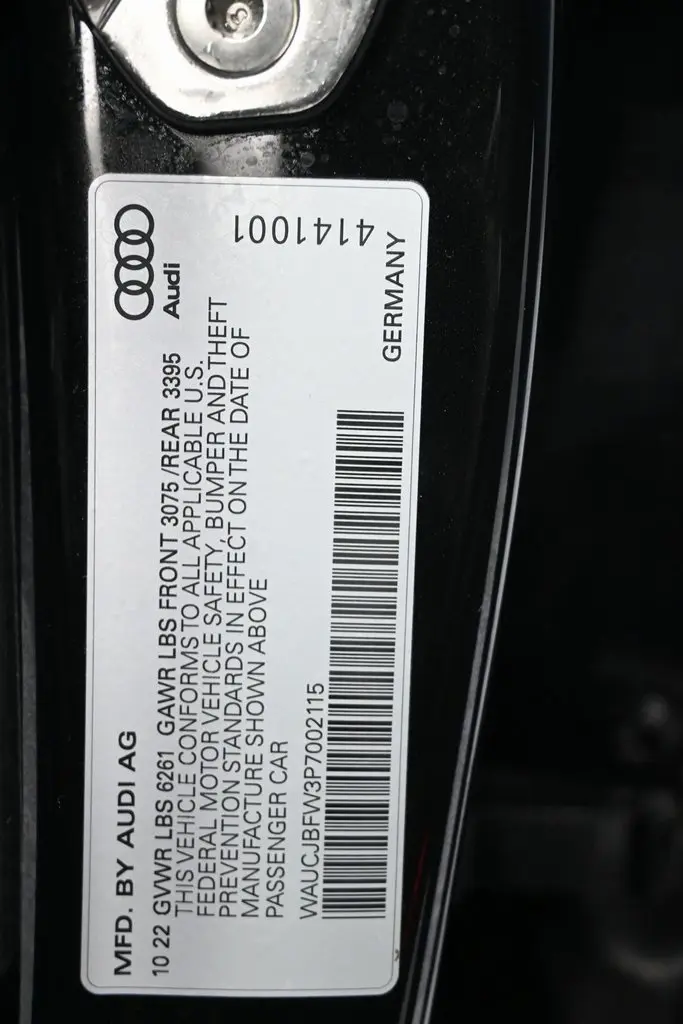 Audi
MFD. BY AUDI AG
10 22 GVWR LBS 6261 GAWR LBS FRONT 3075 /REAR 3395
THIS VEHICLE CONFORMS TO ALL APPLICABLE U.S.
FEDERAL MOTOR VEHICLE SAFETY, BUMPER AND THEFT
PREVENTION STANDARDS IN EFFECT ON THE DATE OF
MANUFACTURE SHOWN ABOVE
PASSENGER CAR
WAUCJBFW3P7002115
GERMANY
4141001